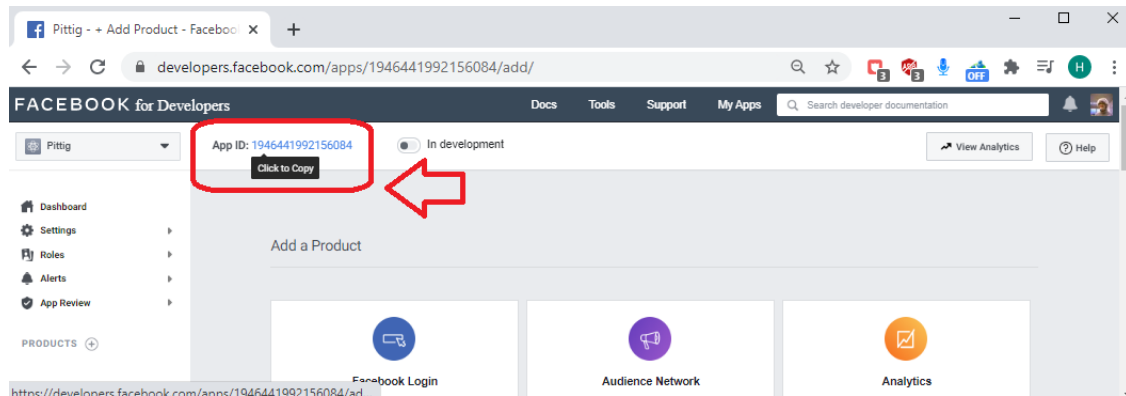 Pittig - + Add Product - Faceboo
developers.facebook.com/apps/1946441992156084/add/
3
3
OFF
H
FACEBOOK for Developers
Docs
Tools
Support
My Apps
Search developer documentation
Pittig
App ID: 1946441992156084
In development
View Analytics
Help
Click to Copy
Dashboard
Settings
Roles
Alerts
App Review
PRODUCTS
Add a Product
Facebook Login
Audience Network
Analytics
https://developers.facebook.com/apps/1946441992156084/ad...